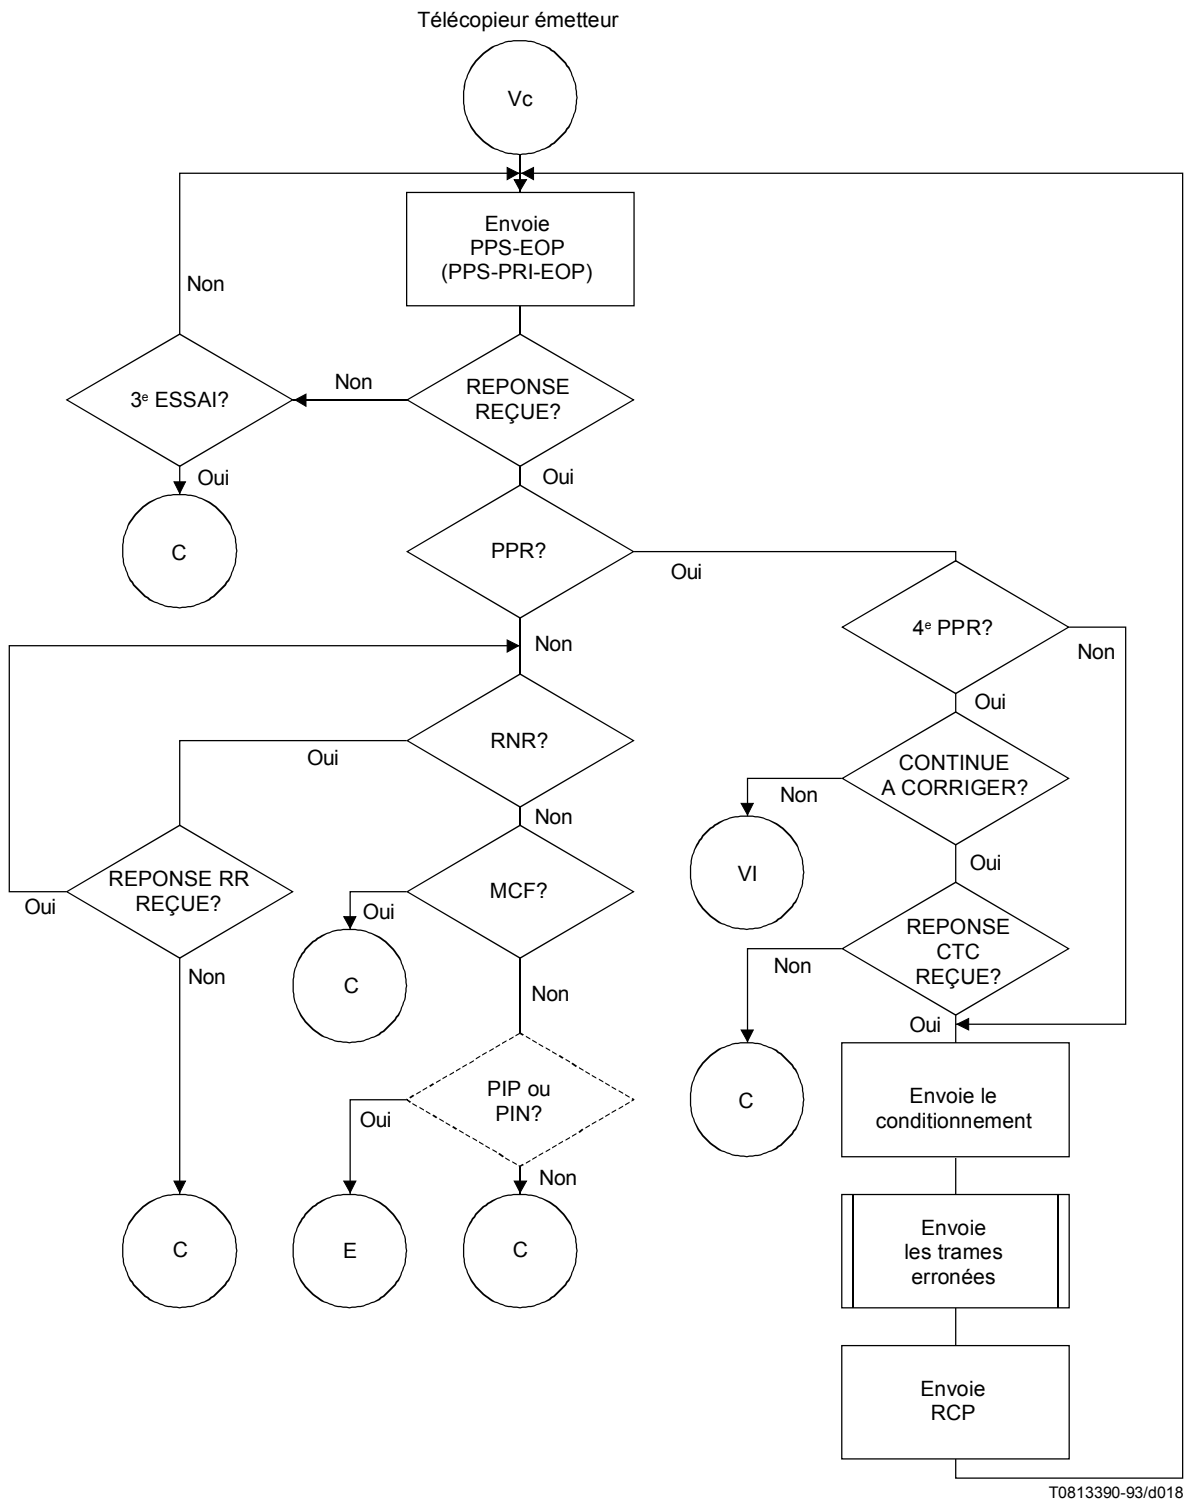 Télécopieur émetteur
Vc
Envoie
PPS-EOP
(PPS-PRI-EOP)
Non
3e ESSAI?
Non
REPONSE
REÇUE?
Oui
Oui
C
PPR?
Oui
Non
4e PPR?
Non
Oui
RNR?
Oui
CONTINUE
A CORRIGER?
Non
Non
Oui
REPONSE RR
REÇUE?
Oui
MCF?
Oui
VI
Non
C
Non
REPONSE
CTC
REÇUE?
Non
Oui
PIP ou
PIN?
Oui
Non
C
Envoie le
conditionnement
C
E
C
Envoie
les trames
erronées
Envoie
RCP
T0813390-93/d018